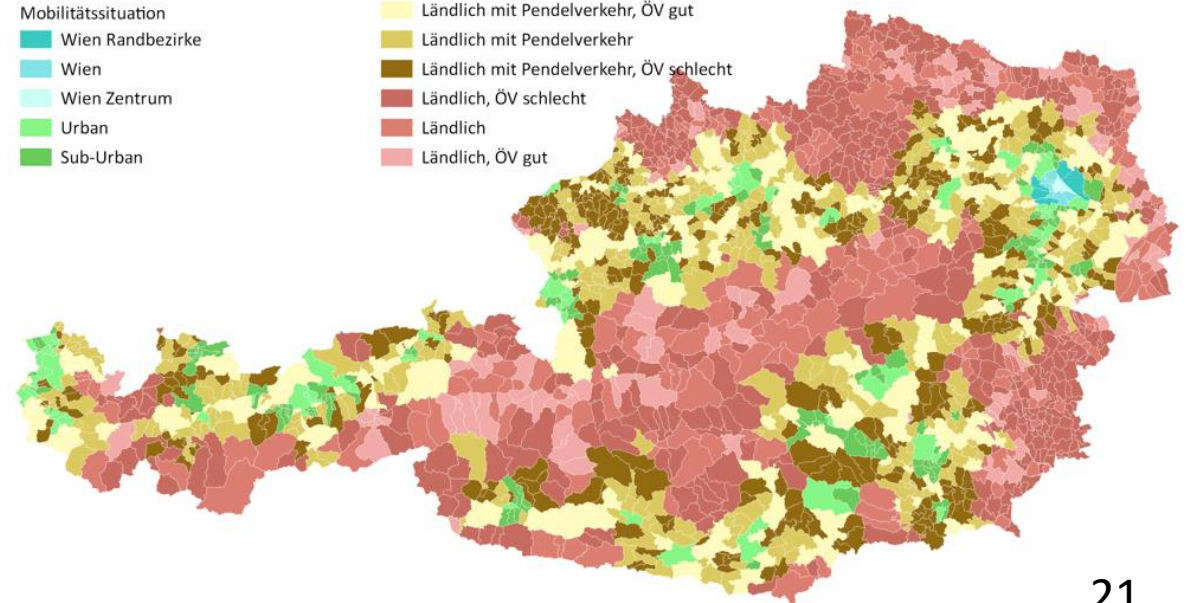 Mobilitätssituation
Wien Randbezirke
Wien
Wien Zentrum
Urban
Sub-Urban
Ländlich mit Pendelverkehr, ÖV gut
Ländlich mit Pendelverkehr
Ländlich mit Pendelverkehr, ÖV schlecht
Ländlich, ÖV schlecht
Ländlich
Ländlich, ÖV gut
21